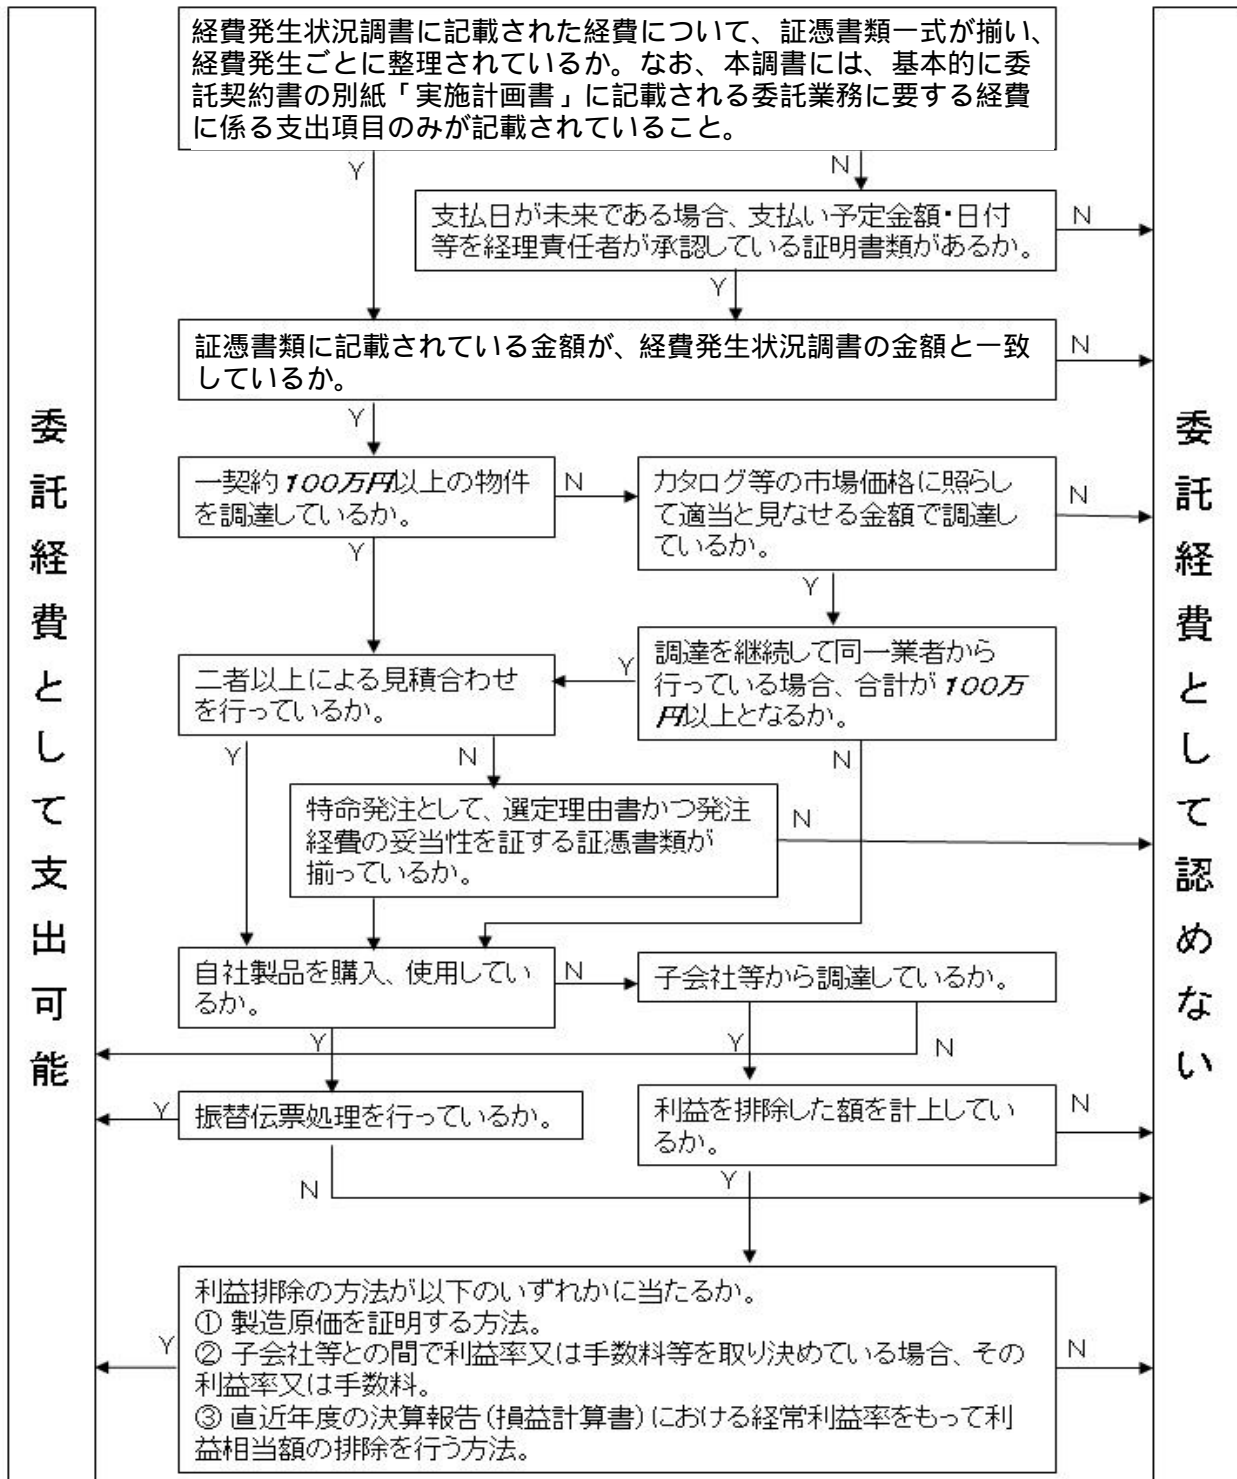 経費発生状況調書に記載された経費について、証憑書類一式が揃い、
経費発生ごとに整理されているか。なお、本調書には、基本的に委
託契約書の別紙「実施計画書」に記載される委託業務に要する経費
に係る支出項目のみが記載されていること。
Y
N
支払日が未来である場合、支払い予定金額・日付
等を経理責任者が承認している証明書類があるか。
N
Y
証憑書類に記載されている金額が、経費発生状況調書の金額と一致
しているか。
N
Y
一契約100万円以上の物件
を調達しているか。
N
カタログ等の市場価格に照らし
て適当と見なせる金額で調達し
ているか。
N
Y
Y
二者以上による見積合わせ
を行っているか。
Y
調達を継続して同一業者から
行っている場合、合計が100万
円以上となるか。
Y
N
N
特命発注として、選定理由書かつ発注
経費の妥当性を証する証憑書類が
揃っているか。
N
自社製品を購入、使用してい
るか。
N
子会社等から調達しているか。
Y
Y
N
振替伝票処理を行っているか。
Y
利益を排除した額を計上してい
るか。
N
N
Y
利益排除の方法が以下のいずれかに当たるか。
① 製造原価を証明する方法。
② 子会社等との間で利益率又は手数料等を取り決めている場合、その
利益率又は手数料。
③ 直近年度の決算報告(損益計算書)における経常利益率をもって利
益相当額の排除を行う方法。
Y
N
委託経費として支出可能
委託経費として認めない